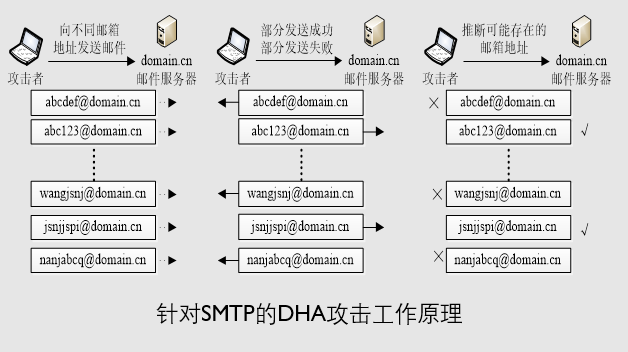 向不同邮箱
地址发送邮件
攻击者
domain.cn
邮件服务器
abcdef@domain.cn
abc123@domain.cn
wangjsnj@domain.cn
jsnjjspi@domain.cn
nanjabcq@domain.cn
部分发送成功
部分发送失败
攻击者
domain.cn
邮件服务器
abcdef@domain.cn
abc123@domain.cn
wangjsnj@domain.cn
jsnjjspi@domain.cn
nanjabcq@domain.cn
推断可能存在的
邮箱地址
攻击者
domain.cn
邮件服务器
× abcdef@domain.cn
abc123@domain.cn √
× wangjsnj@domain.cn
jsnjjspi@domain.cn √
× nanjabcq@domain.cn
针对SMTP的DHA攻击工作原理